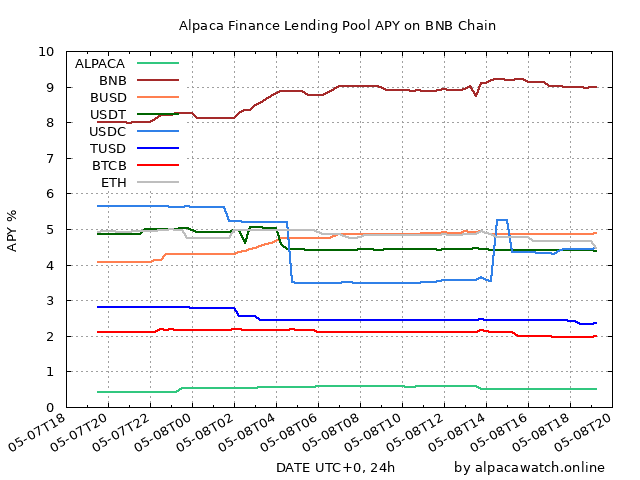 Alpaca Finance Lending Pool APY on BNB Chain
10
9
8
7
6
5
4
3
2
1
0
APY %
ALPACA
BNB
BUSD
USDT
USDC
TUSD
BTCB
ETH
05-07T18
05-07T20
05-07T22
05-08T00
05-08T02
05-08T04
05-08T06
05-08T08
05-08T10
05-08T12
05-08T14
05-08T16
05-08T18
05-08T20
DATE UTC+0, 24h
by alpacawatch.online